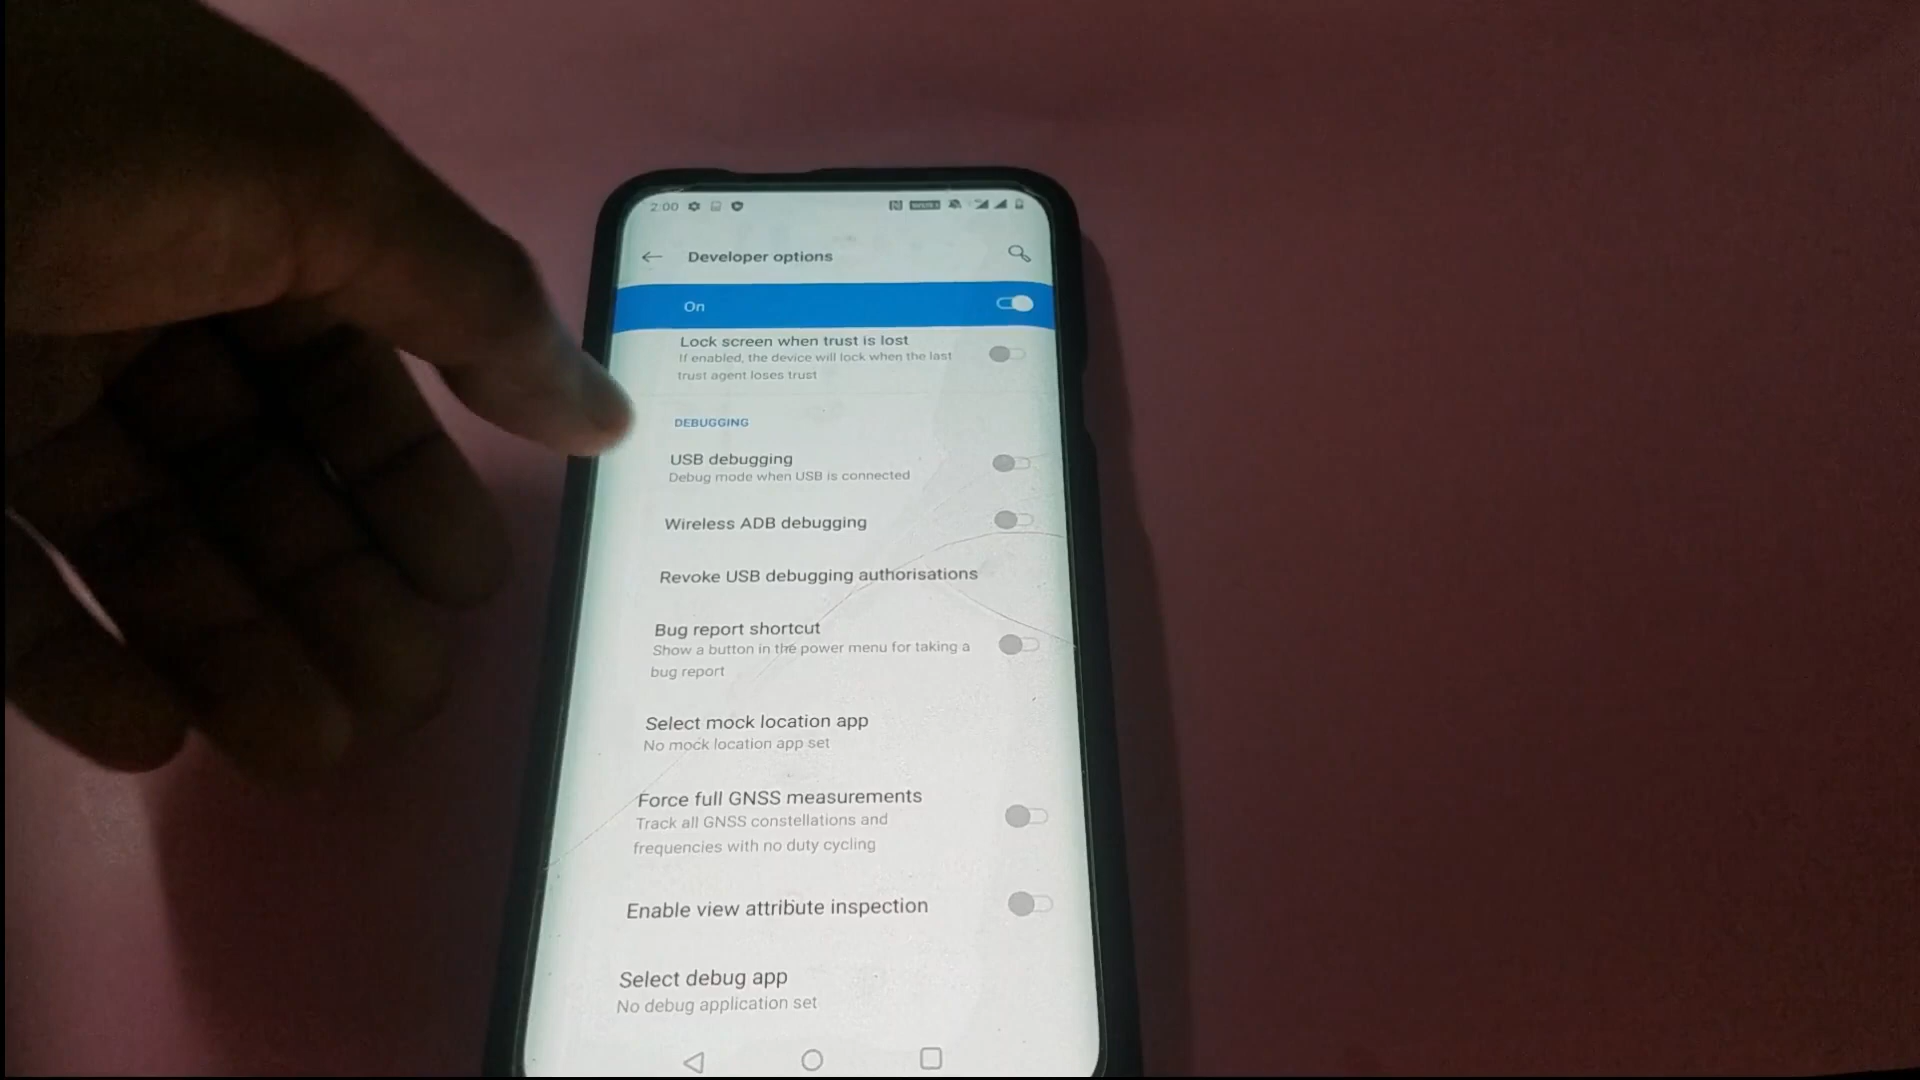 2:00
Developer options
On
Lock screen when trust is lost
If enabled, the device will lock when the last
trust agent loses trust
DEBUGGING
USB debugging
Debug mode when USB is connected
Wireless ADB debugging
Revoke USB debugging authorisations
Bug report shortcut
Show a button in the power menu for taking a
bug report
Select mock location app
No mock location app set
Force full GNSS measurements
Track all GNSS constellations and
frequencies with no duty cycling
Enable view attribute inspection
Select debug app
No debug application set